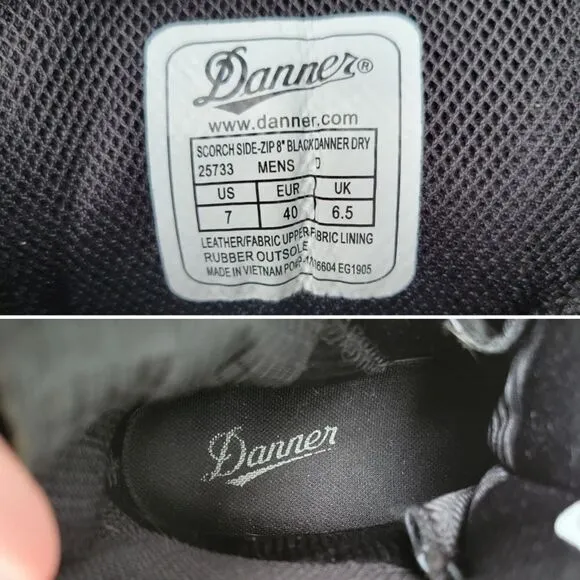 Danner®
www.danner.com
SCORCH SIDE-ZIP 8" BLACK DANNER DRY
25733 MENS D
US EUR UK
7 40 6.5
LEATHER/FABRIC UPPER FABRIC LINING
RUBBER OUTSOLE
MADE IN VIETNAM EG1905
Danner